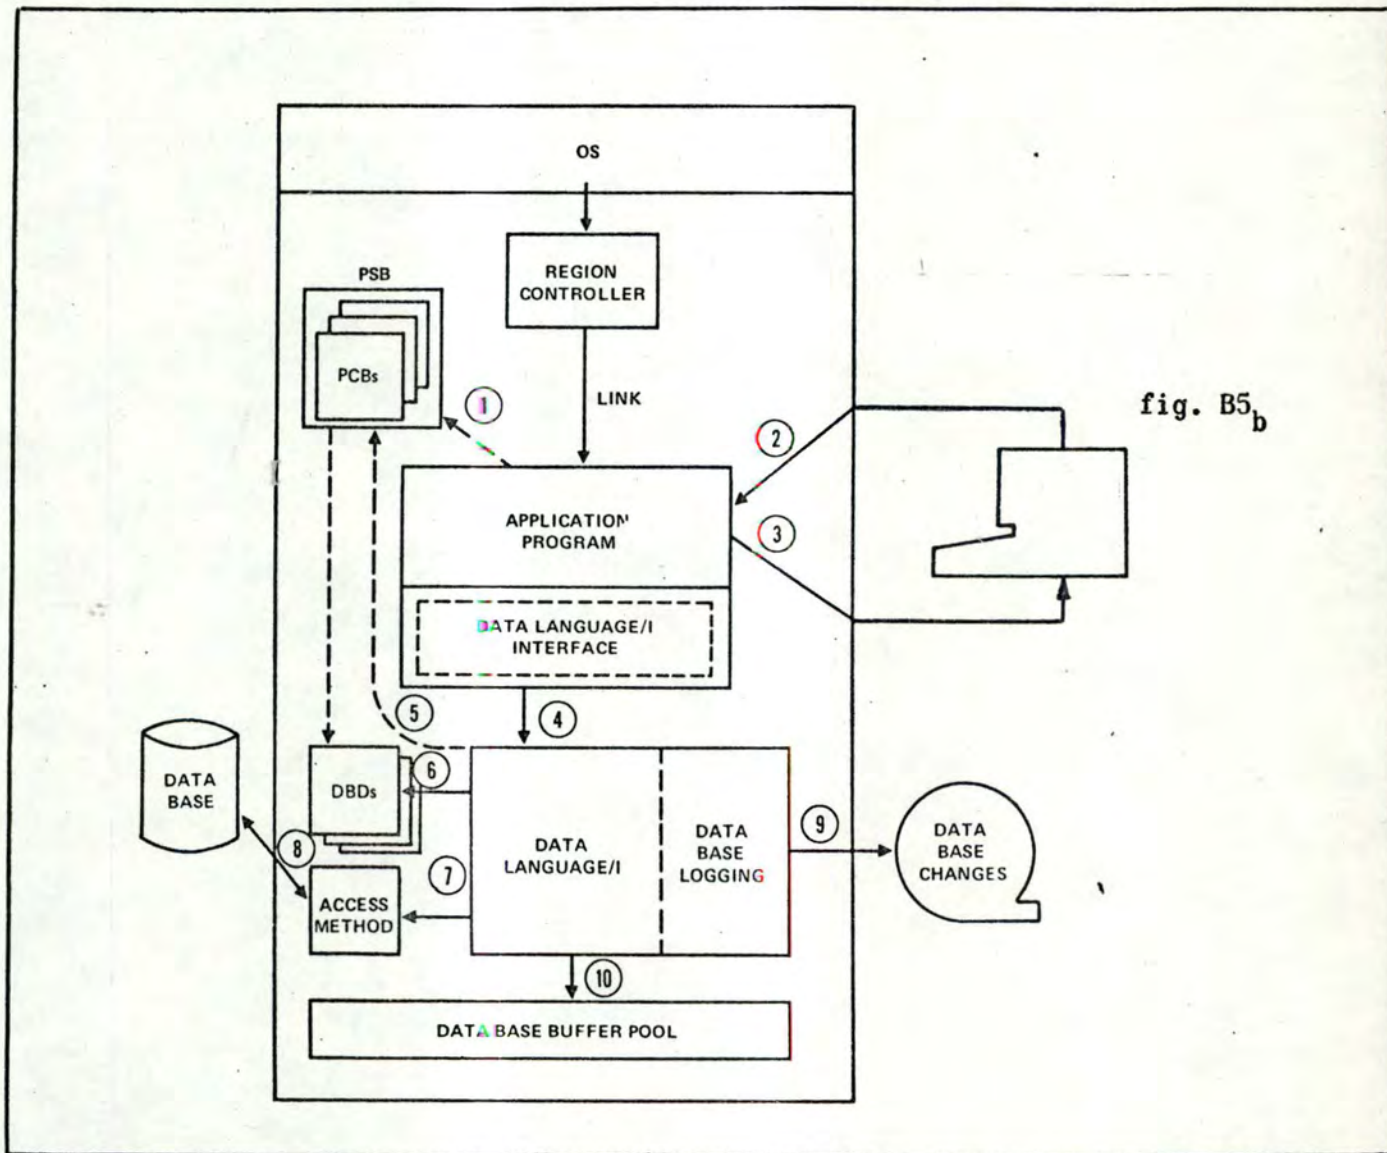 OS
REGION
CONTROLLER
PSB
PCBs
1
LINK
2
fig. B5b
3
APPLICATION
PROGRAM
DATA LANGUAGE/I
INTERFACE
4
5
6
DATA
BASE
DBDs
8
7
ACCESS
METHOD
DATA
LANGUAGE/I
DATA
BASE
LOGGING
9
DATA
BASE
CHANGES
10
DATA BASE BUFFER POOL